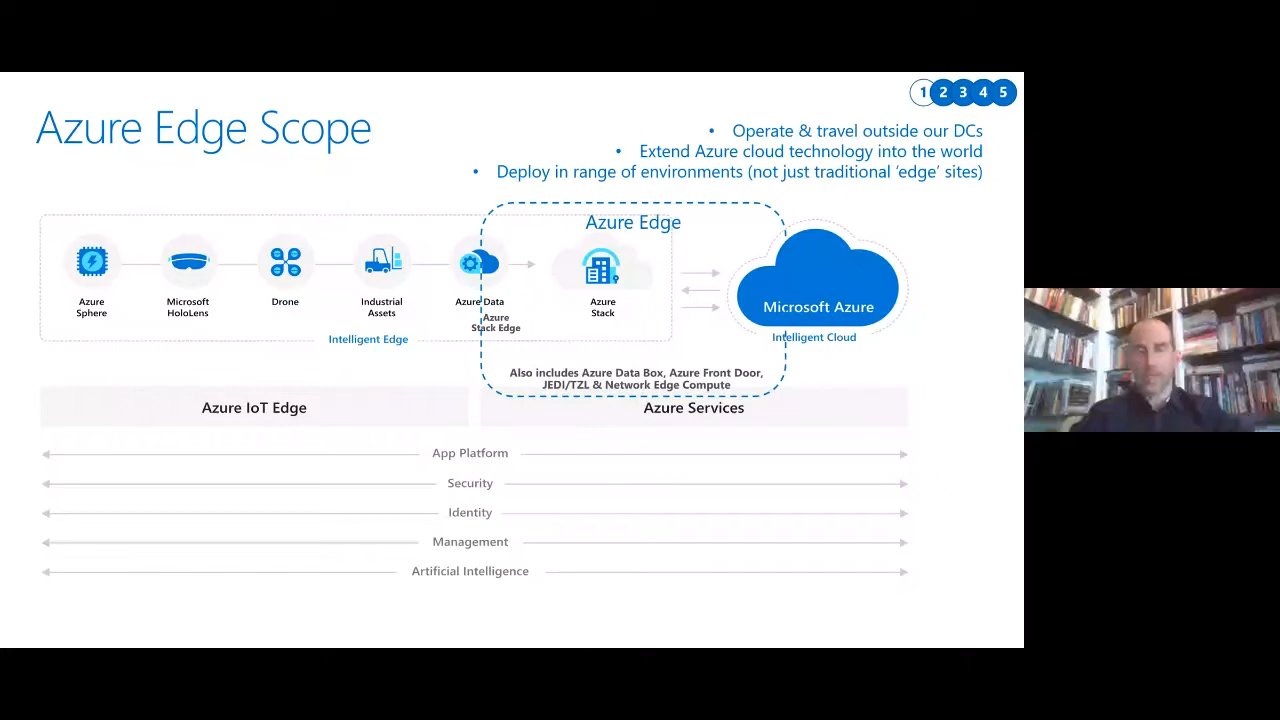 1 2 3 4 5
Azure Edge Scope
• Operate & travel outside our DCs
• Extend Azure cloud technology into the world
• Deploy in range of environments (not just traditional ‘edge’ sites)
Azure Edge
Azure
Sphere
Microsoft
HoloLens
Drone
Industrial
Assets
Azure Data
Azure
Stack Edge
Azure
Stack
Microsoft Azure
Intelligent Edge
Intelligent Cloud
Also includes Azure Data Box, Azure Front Door,
JEDI/TZL & Network Edge Compute
Azure IoT Edge
Azure Services
App Platform
Security
Identity
Management
Artificial Intelligence